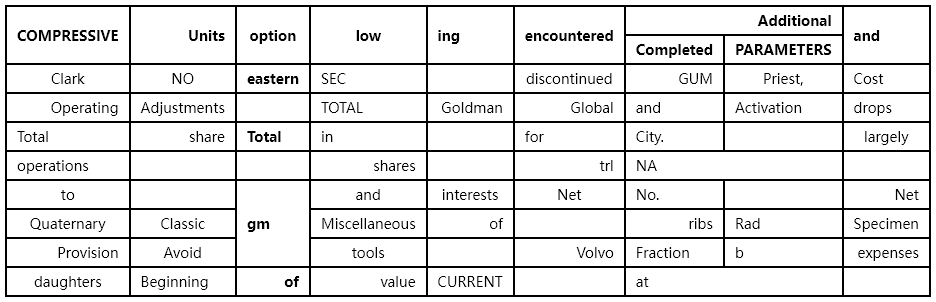 COMPRESSIVE Units option low ing encountered Additional and
Completed PARAMETERS
Clark NO eastern SEC discontinued GUM Priest, Cost
Operating Adjustments TOTAL Goldman Global and Activation drops
Total share Total in for City. largely
operations shares trl NA
to gm and interests Net No. Net
Quaternary Classic Miscellaneous of ribs Rad Specimen
Provision Avoid tools Volvo Fraction b expenses
daughters Beginning of value CURRENT at